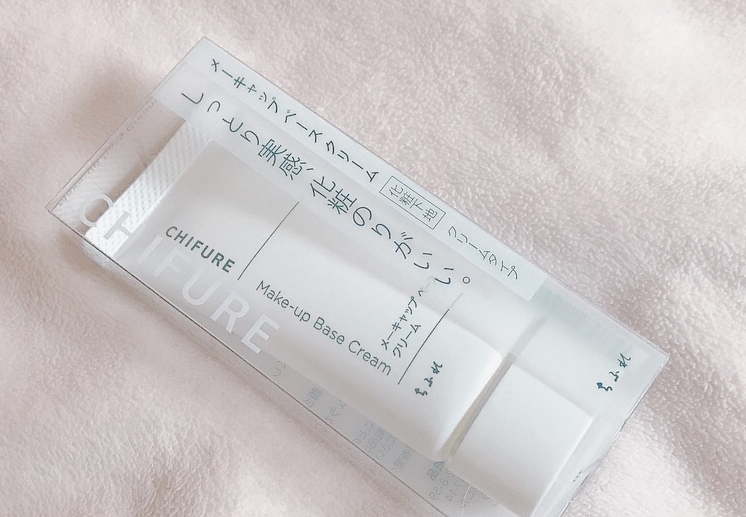 メーキャップベースクリーム
化粧下地
クリームタイプ
しっとり実感、化粧のりがいい。
CHIFURE
CHIFURE
Make-up Base Cream
メーキャップベー
クリーム
ちふれ
ちふれ